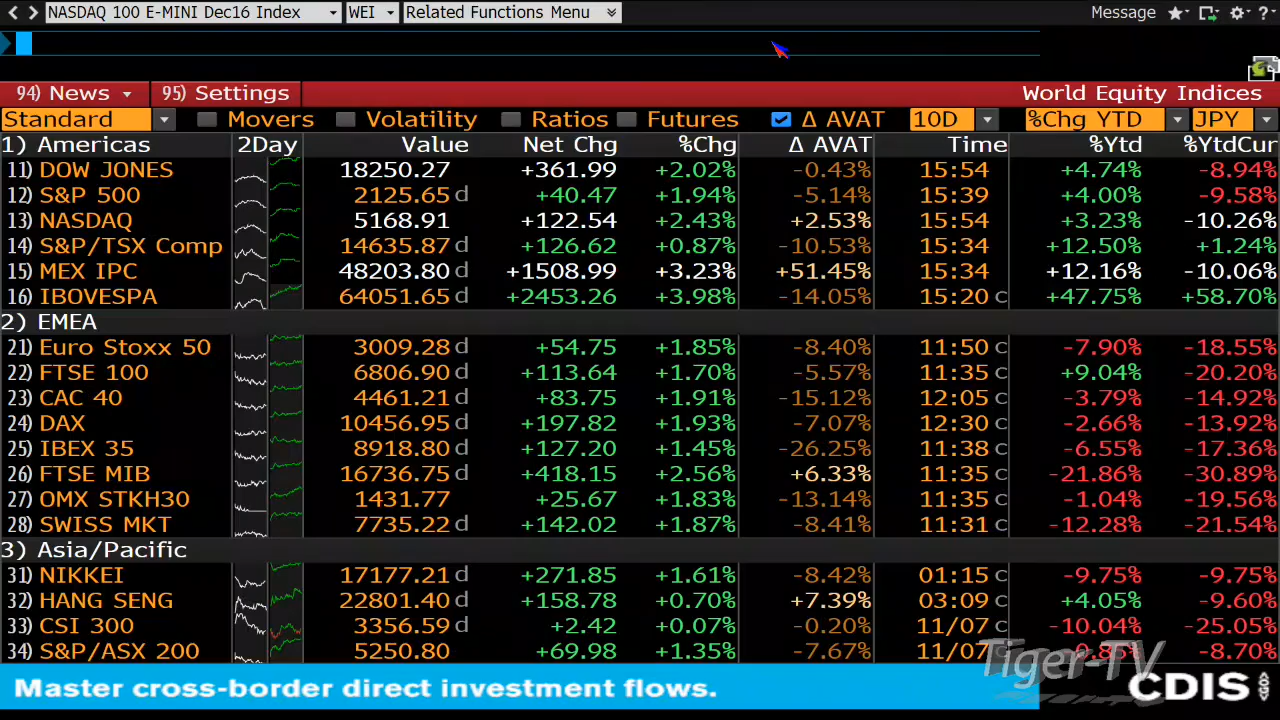 NASDAQ 100 E-MINI Dec16 Index WEI Related Functions Menu Message ?
94) News 95) Settings World Equity Indices
Standard Movers Volatility Ratios Futures Δ AVAT 10D %Chg YTD JPY
1) Americas 2Day Value Net Chg %Chg Δ AVAT Time %Ytd %YtdCur
11) DOW JONES 18250.27 +361.99 +2.02% -0.43% 15:54 +4.74% -8.94%
12) S&P 500 2125.65 d +40.47 +1.94% -5.14% 15:39 +4.00% -9.58%
13) NASDAQ 5168.91 +122.54 +2.43% +2.53% 15:54 +3.23% -10.26%
14) S&P/TSX Comp 14635.87 d +126.62 +0.87% -10.53% 15:34 +12.50% +1.24%
15) MEX IPC 48203.80 d +1508.99 +3.23% +51.45% 15:34 +12.16% -10.06%
16) IBOVESPA 64051.65 d +2453.26 +3.98% -14.05% 15:20 c +47.75% +58.70%
2) EMEA
21) Euro Stoxx 50 3009.28 d +54.75 +1.85% -8.40% 11:50 c -7.90% -18.55%
22) FTSE 100 6806.90 d +113.64 +1.70% -5.57% 11:35 c +9.04% -20.20%
23) CAC 40 4461.21 d +83.75 +1.91% -15.12% 12:05 c -3.79% -14.92%
24) DAX 10456.95 d +197.82 +1.93% -7.07% 12:30 c -2.66% -13.92%
25) IBEX 35 8918.80 d +127.20 +1.45% -26.25% 11:38 c -6.55% -17.36%
26) FTSE MIB 16736.75 d +418.15 +2.56% +6.33% 11:35 c -21.86% -30.89%
27) OMX STKH30 1431.77 +25.67 +1.83% -13.14% 11:35 c -1.04% -19.56%
28) SWISS MKT 7735.22 d +142.02 +1.87% -8.41% 11:31 c -12.28% -21.54%
3) Asia/Pacific
31) NIKKEI 17177.21 d +271.85 +1.61% -8.42% 01:15 c -9.75% -9.75%
32) HANG SENG 22801.40 d +158.78 +0.70% +7.39% 03:09 c +4.05% -9.60%
33) CSI 300 3356.59 d +2.42 +0.07% -0.20% 11/07 c -10.04% -25.05%
34) S&P/ASX 200 5250.80 +69.98 +1.35% -7.67% 11/07 c -8.70%
Tiger-TV
Master cross-border direct investment flows. CDIS <GO>